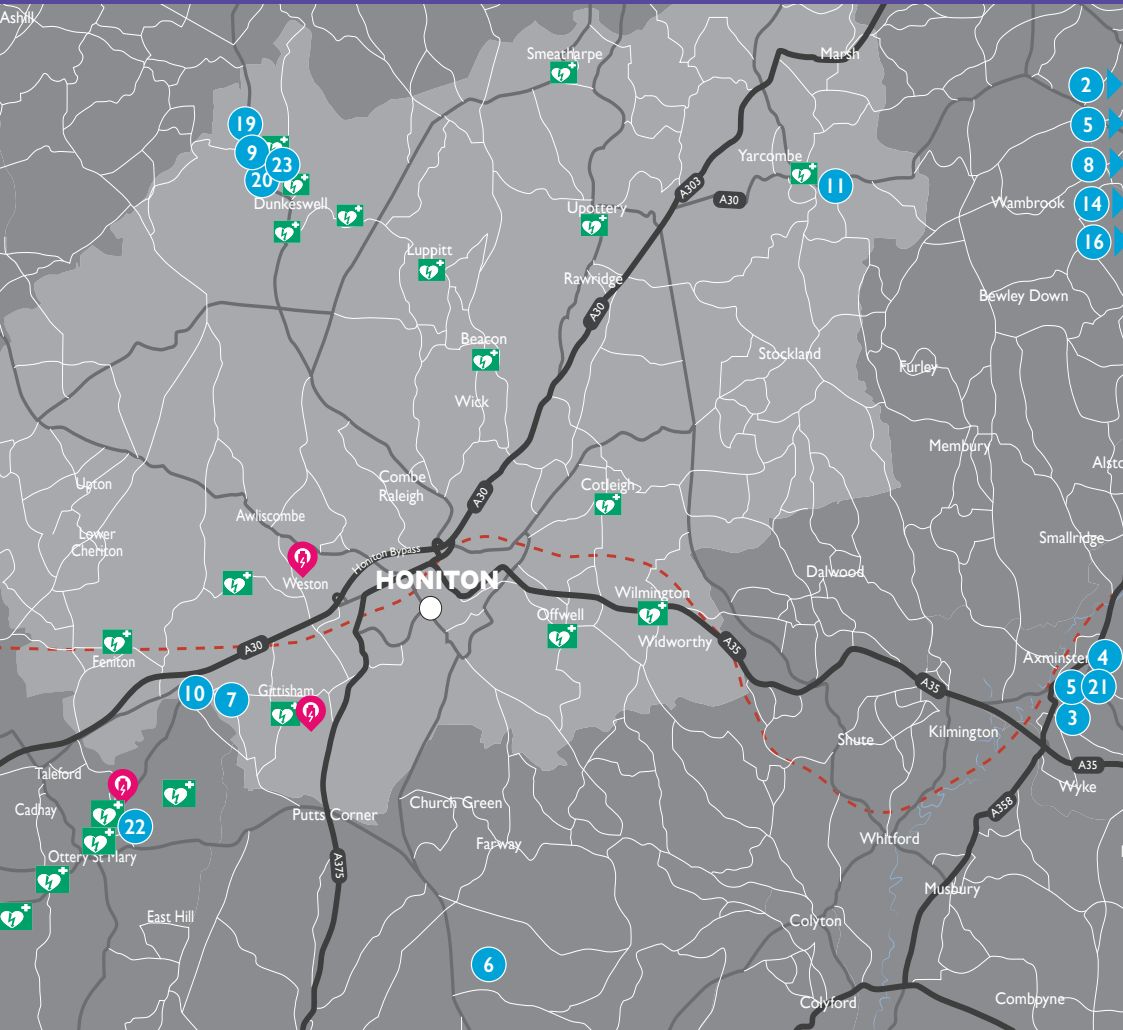 Ashill
Smeatharpe
Marsh
2
5
19
9
23
20
Yarcombe
8
11
A303
A30
Dunkeswell
Upottery
Wambrook
14
16
Luppitt
Rawridge
Bewley Down
A30
Beacon
Stockland
Furley
Wick
Membury
Alsto
Upton
Combe
Raleigh
A30
Cotleigh
Awliscombe
Lower
Cheriton
Smallridge
Honiton Bypass
Weston
HONITON
Dalwood
Wilmington
Offwell
Widworthy
A35
A30
Feniton
Axminster
4
5
21
3
10
7
Gittisham
A35
Kilmington
Shute
A35
Wyke
Taleford
Cadhay
22
Putts Corner
Church Green
A358
Farway
Whitford
Ottery St Mary
A375
Musbury
East Hill
Colyton
6
Colyford
Combpyne